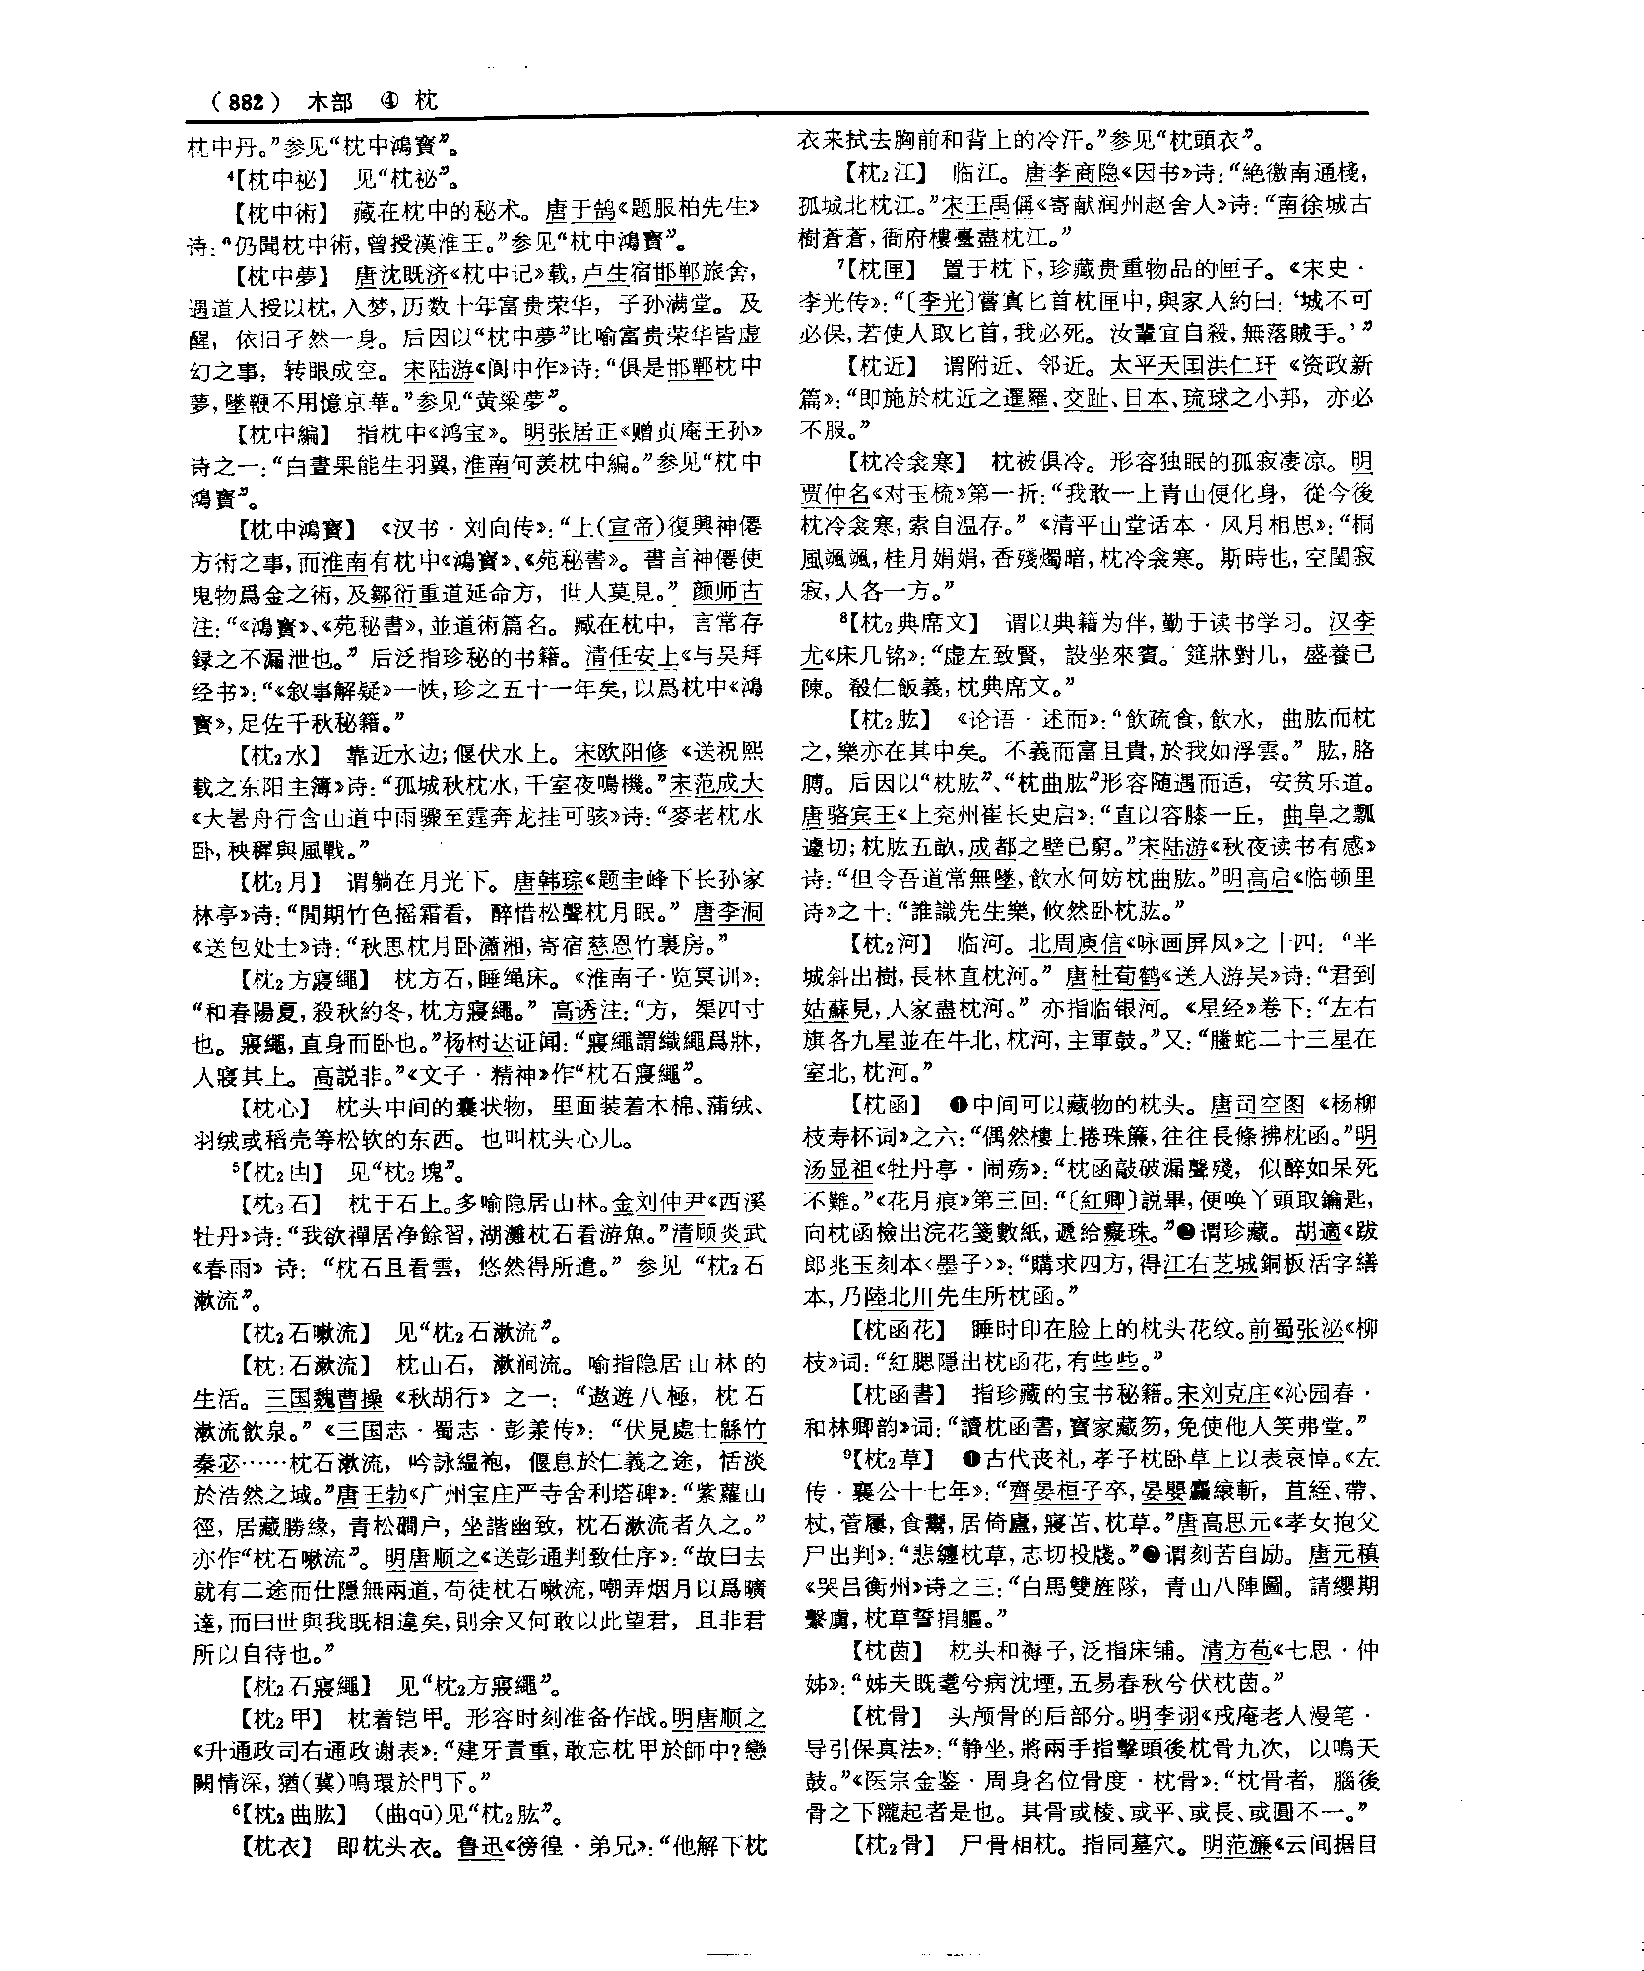 （882） 木部 ④ 枕
枕中丹。”参见“枕中鴻寳”。
4【枕中祕】 见“枕祕”。
【枕中術】 藏在枕中的秘术。唐于鹄《题服柏先生》
诗：“仍聞枕中術，曾授漢淮王。”参见“枕中鴻寳”。
【枕中夢】 唐沈既济《枕中记》载，卢生宿邯郸旅舍，
遇道人授以枕，入梦，历数十年富贵荣华，子孙满堂。及
醒，依旧孑然一身。后因以“枕中夢”比喻富贵荣华皆虚
幻之事，转眼成空。宋陆游《阆中作》诗：“俱是邯鄲枕中
夢，墜鞭不用憶京華。”参见“黄粱夢”。
【枕中編】 指枕中《鸿宝》。明张居正《赠贞庵王孙》
诗之一：“白晝果能生羽翼，淮南何羨枕中編。”参见“枕中
鴻寳”。
【枕中鴻寳】 《汉书·刘向传》：“上（宣帝）復興神僊
方術之事，而淮南有枕中《鴻寳》、《苑秘書》。書言神僊使
鬼物爲金之術，及鄒衍重道延命方，世人莫見。”颜师古
注：“《鴻寳》、《苑秘書》，並道術篇名。臧在枕中，言常存
録之不漏泄也。”后泛指珍秘的书籍。清任安上《与吴拜
经书》：“《叙事解疑》一帙，珍之五十一年矣，以爲枕中《鴻
寳》，足佐千秋秘籍。”
【枕2水】 靠近水边；偃伏水上。宋欧阳修《送祝熙
载之东阳主簿》诗：“孤城秋枕水，千室夜鳴機。”宋范成大
《大暑舟行含山道中雨骤至霆奔龙挂可骇》诗：“麥老枕水
卧，秧穉與風戰。”
【枕2月】 谓躺在月光下。唐韩琮《题圭峰下长孙家
林亭》诗：“閒期竹色摇霜看，醉惜松聲枕月眠。”唐李洞
《送包处士》诗：“秋思枕月卧瀟湘，寄宿慈恩竹裏房。”
【枕2方寢繩】 枕方石，睡绳床。《淮南子·览冥训》：
“和春陽夏，殺秋約冬，枕方寢繩。”高诱注：“方，榘四寸
也。寢繩，直身而卧也。”杨树达证闻：“寢繩謂織繩爲牀，
人寢其上。高説非。”《文子·精神》作“枕石寢繩”。
【枕心】 枕头中间的囊状物，里面装着木棉、蒲绒、
羽绒或稻壳等松软的东西。也叫枕头心儿。
5【枕2凷】 见“枕2塊”。
【枕2石】 枕于石上。多喻隐居山林。金刘仲尹《西溪
牡丹》诗：“我欲禪居净餘習，湖灘枕石看游魚。”清顾炎武
《春雨》诗：“枕石且看雲，悠然得所遣。”参见“枕2石
漱流”。
【枕2石嗽流】 见“枕2石漱流”。
【枕2石漱流】 枕山石，漱涧流。喻指隐居山林的
生活。三国魏曹操《秋胡行》之一：“遨遊八極，枕石
漱流飲泉。”《三国志·蜀志·彭羕传》：“伏見處士緜竹
秦宓……枕石漱流，吟詠緼袍，偃息於仁義之途，恬淡
於浩然之域。”唐王勃《广州宝庄严寺舍利塔碑》：“紫蘿山
徑，居藏勝緣，青松磵户，坐諧幽致，枕石漱流者久之。”
亦作“枕石嗽流”。明唐顺之《送彭通判致仕序》：“故曰去
就有二途而仕隱無兩道，苟徒枕石嗽流，嘲弄烟月以爲曠
達，而曰世與我既相違矣，則余又何敢以此望君，且非君
所以自待也。”
【枕2石寢繩】 见“枕2方寢繩”。
【枕2甲】 枕着铠甲。形容时刻准备作战。明唐顺之
《升通政司右通政谢表》：“建牙責重，敢忘枕甲於師中？戀
闕情深，猶（冀）鳴環於門下。”
6【枕2曲肱】 （曲qū）见“枕2肱”。
【枕衣】 即枕头衣。鲁迅《徬徨·弟兄》：“他解下枕
衣来拭去胸前和背上的冷汗。”参见“枕頭衣”。
【枕2江】 临江。唐李商隐《因书》诗：“絶徼南通棧，
孤城北枕江。”宋王禹偁《寄献润州赵舍人》诗：“南徐城古
樹蒼蒼，衙府樓臺盡枕江。”
7【枕匣】 置于枕下，珍藏贵重物品的匣子。《宋史·
李光传》：“〔李光〕嘗寘匕首枕匣中，與家人約曰：‘城不可
必保，若使人取匕首，我必死。汝輩宜自殺，無落賊手。’”
【枕近】 谓附近、邻近。太平天国洪仁玕《资政新
篇》：“即施於枕近之暹羅、交趾、日本、琉球之小邦，亦必
不服。”
【枕冷衾寒】 枕被俱冷。形容独眠的孤寂凄凉。明
贾仲名《对玉梳》第一折：“我敢一上青山便化身，從今後
枕冷衾寒，索自温存。”《清平山堂话本·风月相思》：“桐
風颯颯，桂月娟娟，香殘燭暗，枕冷衾寒。斯時也，空閨寂
寂，人各一方。”
8【枕2典席文】 谓以典籍为伴，勤于读书学习。汉李
尤《床几铭》：“虚左致賢，設坐來賓。筵牀對几，盛養已
陳。殽仁飯義，枕典席文。”
【枕2肱】 《论语·述而》：“飲疏食，飲水，曲肱而枕
之，樂亦在其中矣。不義而富且貴，於我如浮雲。”肱，胳
膊。后因以“枕肱”、“枕曲肱”形容随遇而适，安贫乐道。
唐骆宾王《上兖州崔长史启》：“直以容膝一丘，曲阜之瓢
遽切；枕肱五畝，成都之壁已窮。”宋陆游《秋夜读书有感》
诗：“但令吾道常無墜，飲水何妨枕曲肱。”明高启《临顿里
诗》之十：“誰識先生樂，攸然卧枕肱。”
【枕2河】 临河。北周庾信《咏画屏风》之十四：“半
城斜出樹，長林直枕河。”唐杜荀鹤《送人游吴》诗：“君到
姑蘇見，人家盡枕河。”亦指临银河。《星经》卷下：“左右
旗各九星並在牛北，枕河，主軍鼓。”又：“螣蛇二十三星在
室北，枕河。”
【枕函】 ❶中间可以藏物的枕头。唐司空图《杨柳
枝寿杯词》之六：“偶然樓上捲珠簾，往往長條拂枕函。”明
汤显祖《牡丹亭·闹殇》：“枕函敲破漏聲殘，似醉如呆死
不難。”《花月痕》第三回：“〔紅卿〕説畢，便唤丫頭取鑰匙，
向枕函檢出浣花箋數紙，遞給癡珠。”❷谓珍藏。胡適《跋
郎兆玉刻本〈墨子〉》：“購求四方，得江右芝城銅板活字繕
本，乃陸北川先生所枕函。”
【枕函花】 睡时印在脸上的枕头花纹。前蜀张泌《柳
枝》词：“紅腮隱出枕函花，有些些。”
【枕函書】 指珍藏的宝书秘籍。宋刘克庄《沁园春·
和林卿韵》词：“讀枕函書，寳家藏笏，免使他人笑弗堂。”
9【枕2草】 ❶古代丧礼，孝子枕卧草上以表哀悼。《左
传·襄公十七年》：“齊晏桓子卒，晏嬰麤縗斬，苴絰、帶、
杖，菅屨，食鬻，居倚廬，寢苫、枕草。”唐高思元《孝女抱父
尸出判》：“悲纏枕草，志切投牋。”❷谓刻苦自励。唐元稹
《哭吕衡州》诗之三：“白馬雙旌隊，青山八陣圖。請纓期
繫虜，枕草誓捐軀。”
【枕茵】 枕头和褥子，泛指床铺。清方苞《七思·仲
姊》：“姊夫既耄兮病沈堙，五易春秋兮伏枕茵。”
【枕骨】 头颅骨的后部分。明李诩《戒庵老人漫笔·
导引保真法》：“静坐，將兩手指擊頭後枕骨九次，以鳴天
鼓。”《医宗金鉴·周身名位骨度·枕骨》：“枕骨者，腦後
骨之下隴起者是也。其骨或棱、或平、或長、或圓不一。”
【枕2骨】 尸骨相枕。指同墓穴。明范濂《云间据目